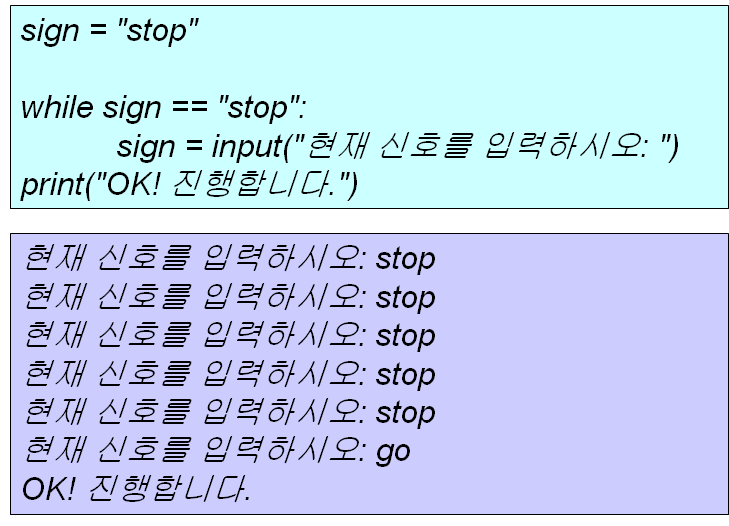 sign = "stop"
while sign == "stop":
sign = input("현재 신호를 입력하시오: ")
print("OK! 진행합니다.")
현재 신호를 입력하시오: stop
현재 신호를 입력하시오: stop
현재 신호를 입력하시오: stop
현재 신호를 입력하시오: stop
현재 신호를 입력하시오: stop
현재 신호를 입력하시오: go
OK! 진행합니다.